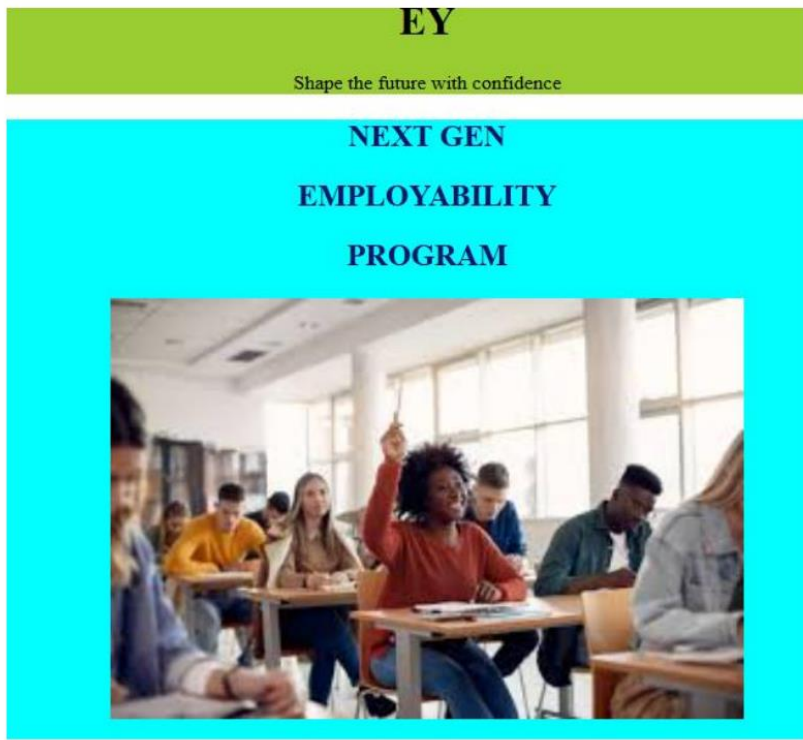 EY
Shape the future with confidence
NEXT GEN
EMPLOYABILITY
PROGRAM